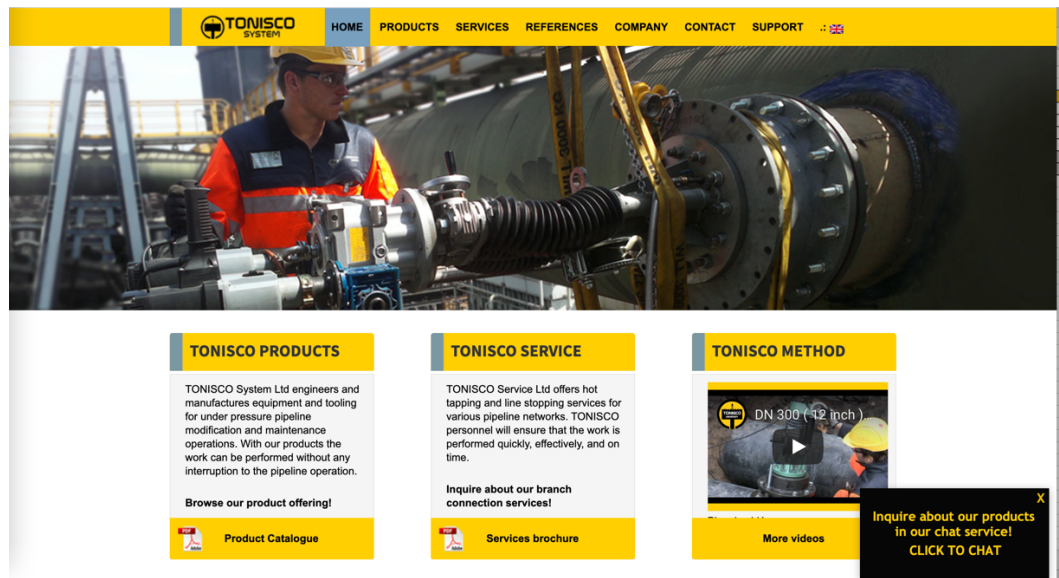 TONISCO
SYSTEM
HOME PRODUCTS SERVICES REFERENCES COMPANY CONTACT SUPPORT .:
WLL 3000 KG
TONISCO PRODUCTS
TONISCO System Ltd engineers and
manufactures equipment and tooling
for under pressure pipeline
modification and maintenance
operations. With our products the
work can be performed without any
interruption to the pipeline operation.
Browse our product offering!
PDF
Adobe
Product Catalogue
TONISCO SERVICE
TONISCO Service Ltd offers hot
tapping and line stopping services for
various pipeline networks. TONISCO
personnel will ensure that the work is
performed quickly, effectively, and on
time.
Inquire about our branch
connection services!
PDF
Adobe
Services brochure
TONISCO METHOD
TONISCO
DN 300 ( 12 inch )
More videos
X
Inquire about our products
in our chat service!
CLICK TO CHAT